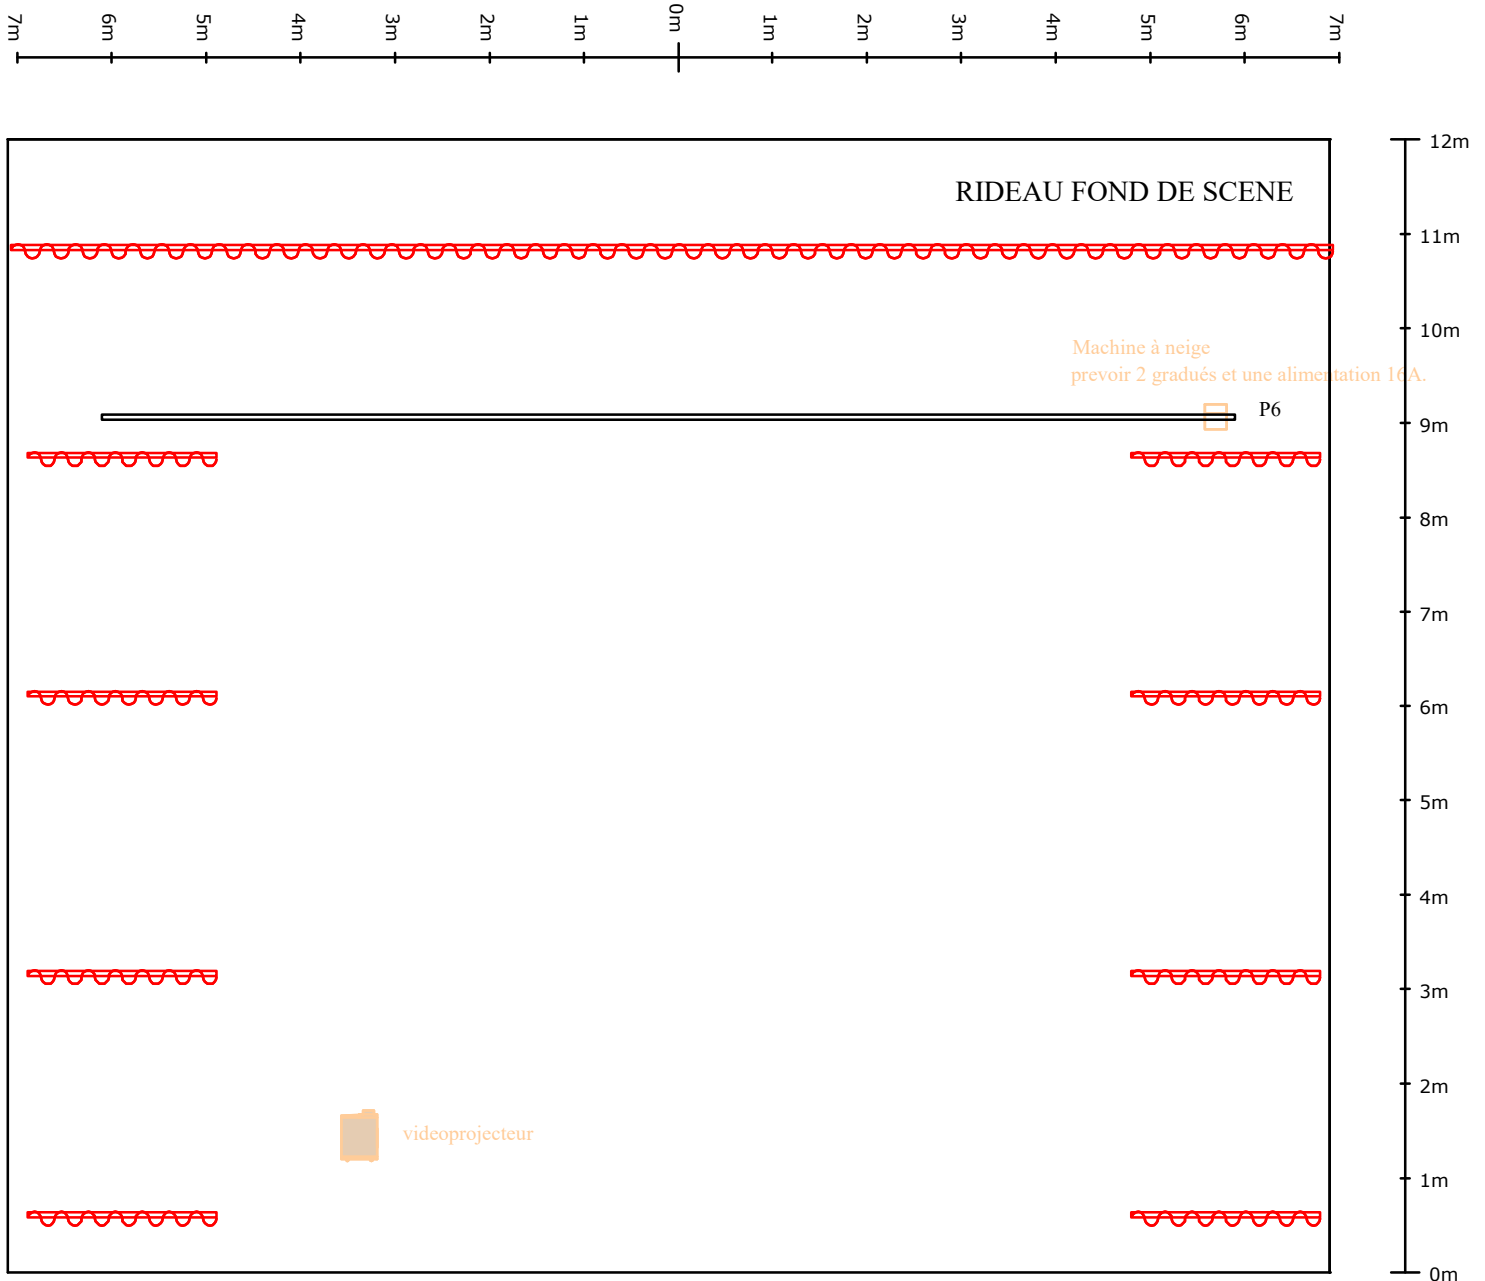 7m 6m 5m 4m 3m 2m 1m 0m 1m 2m 3m 4m 5m 6m 7m
12m
RIDEAU FOND DE SCENE
11m
10m
Machine à neige
prevoir 2 gradués et une alimentation 16A.
P6
9m
8m
7m
6m
5m
4m
3m
2m
videoprojecteur
1m
0m